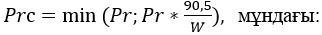 Prc = min (Pr; Pr * 90,5/W), мұндағы: